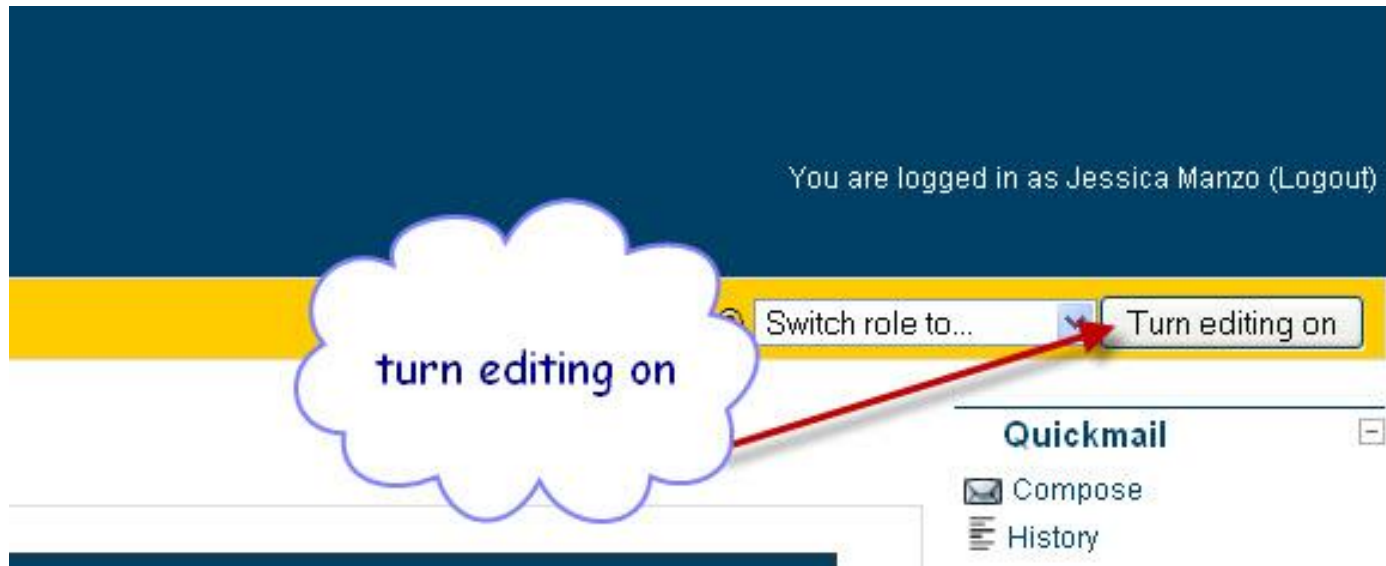 You are logged in as Jessica Manzo (Logout)
Switch role to...
Turn editing on
turn editing on
Quickmail
Compose
History